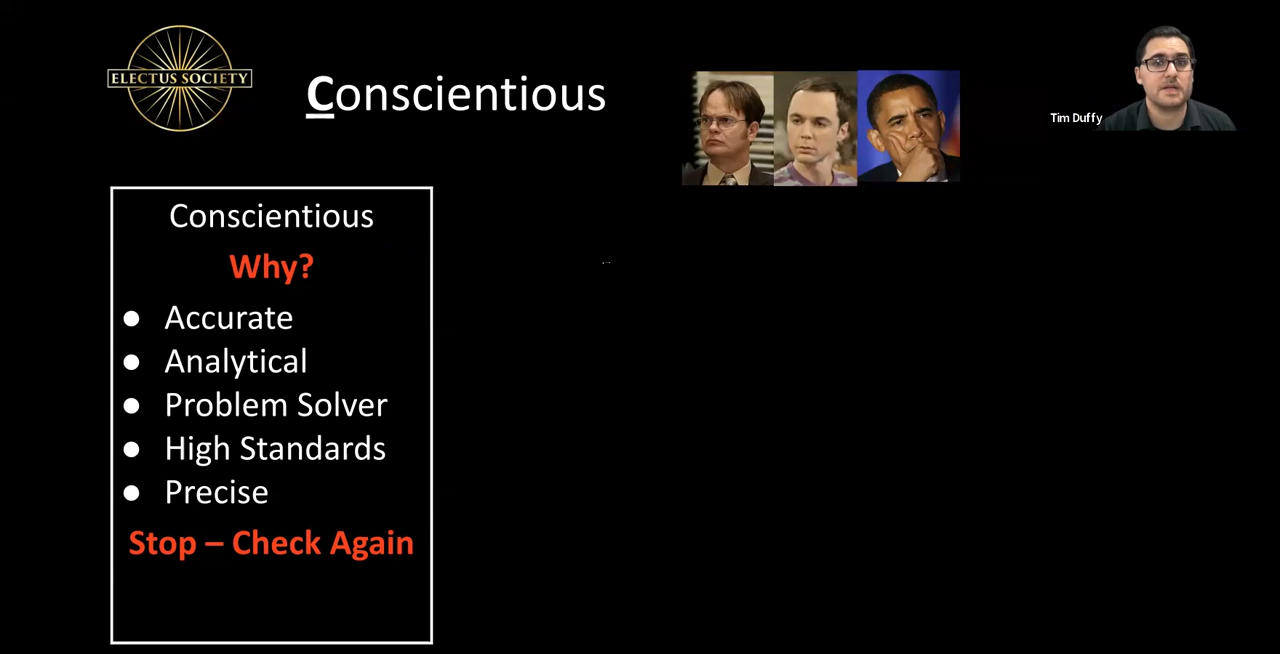 ELECTUS SOCIETY
Conscientious
Tim Duffy
Conscientious
Why?
● Accurate
● Analytical
● Problem Solver
● High Standards
● Precise
Stop – Check Again